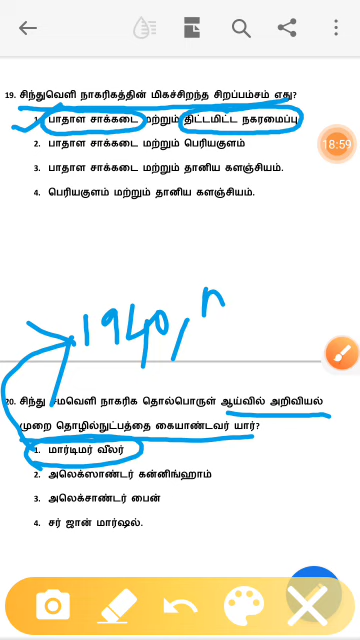 19. சிந்துவெளி நாகரிகத்தின் மிகச்சிறந்த சிறப்பம்சம் எது?
1. பாதாள சாக்கடை மற்றும் திட்டமிட்ட நகரமைப்பு
2. பாதாள சாக்கடை மற்றும் பெரியகுளம்
3. பாதாள சாக்கடை மற்றும் தானிய களஞ்சியம்.
4. பெரியகுளம் மற்றும் தானிய களஞ்சியம்.
18:59
1940, n
20. சிந்து சமவெளி நாகரிக தொல்பொருள் ஆய்வில் அறிவியல்
முறை தொழில்நுட்பத்தை கையாண்டவர் யார்?
1. மார்டிமர் வீலர்
2. அலெக்ஸாண்டர் கன்னிங்ஹாம்
3. அலெக்சாண்டர் பைன்
4. சர் ஜான் மார்ஷல்.